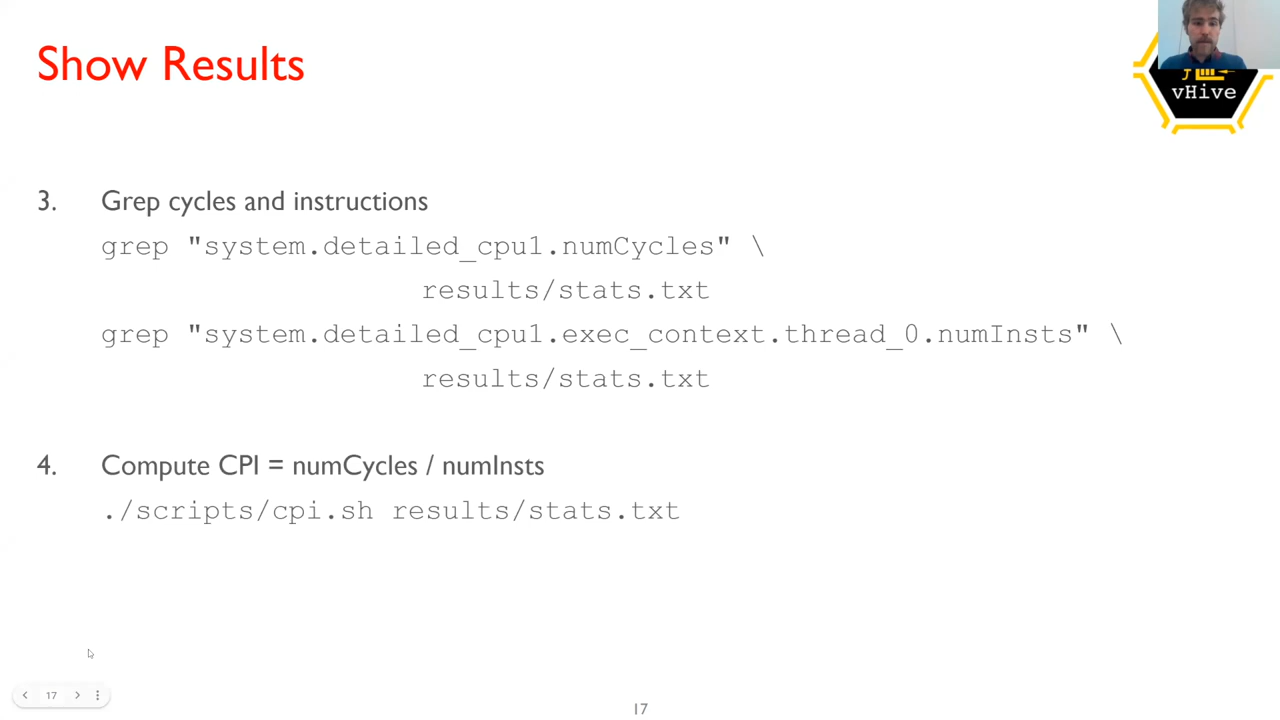 Show Results
vHive
3. Grep cycles and instructions
grep "system.detailed_cpu1.numCycles" \
results/stats.txt
grep "system.detailed_cpu1.exec_context.thread_0.numInsts" \
results/stats.txt
4. Compute CPI = numCycles / numInsts
./scripts/cpi.sh results/stats.txt
17
17